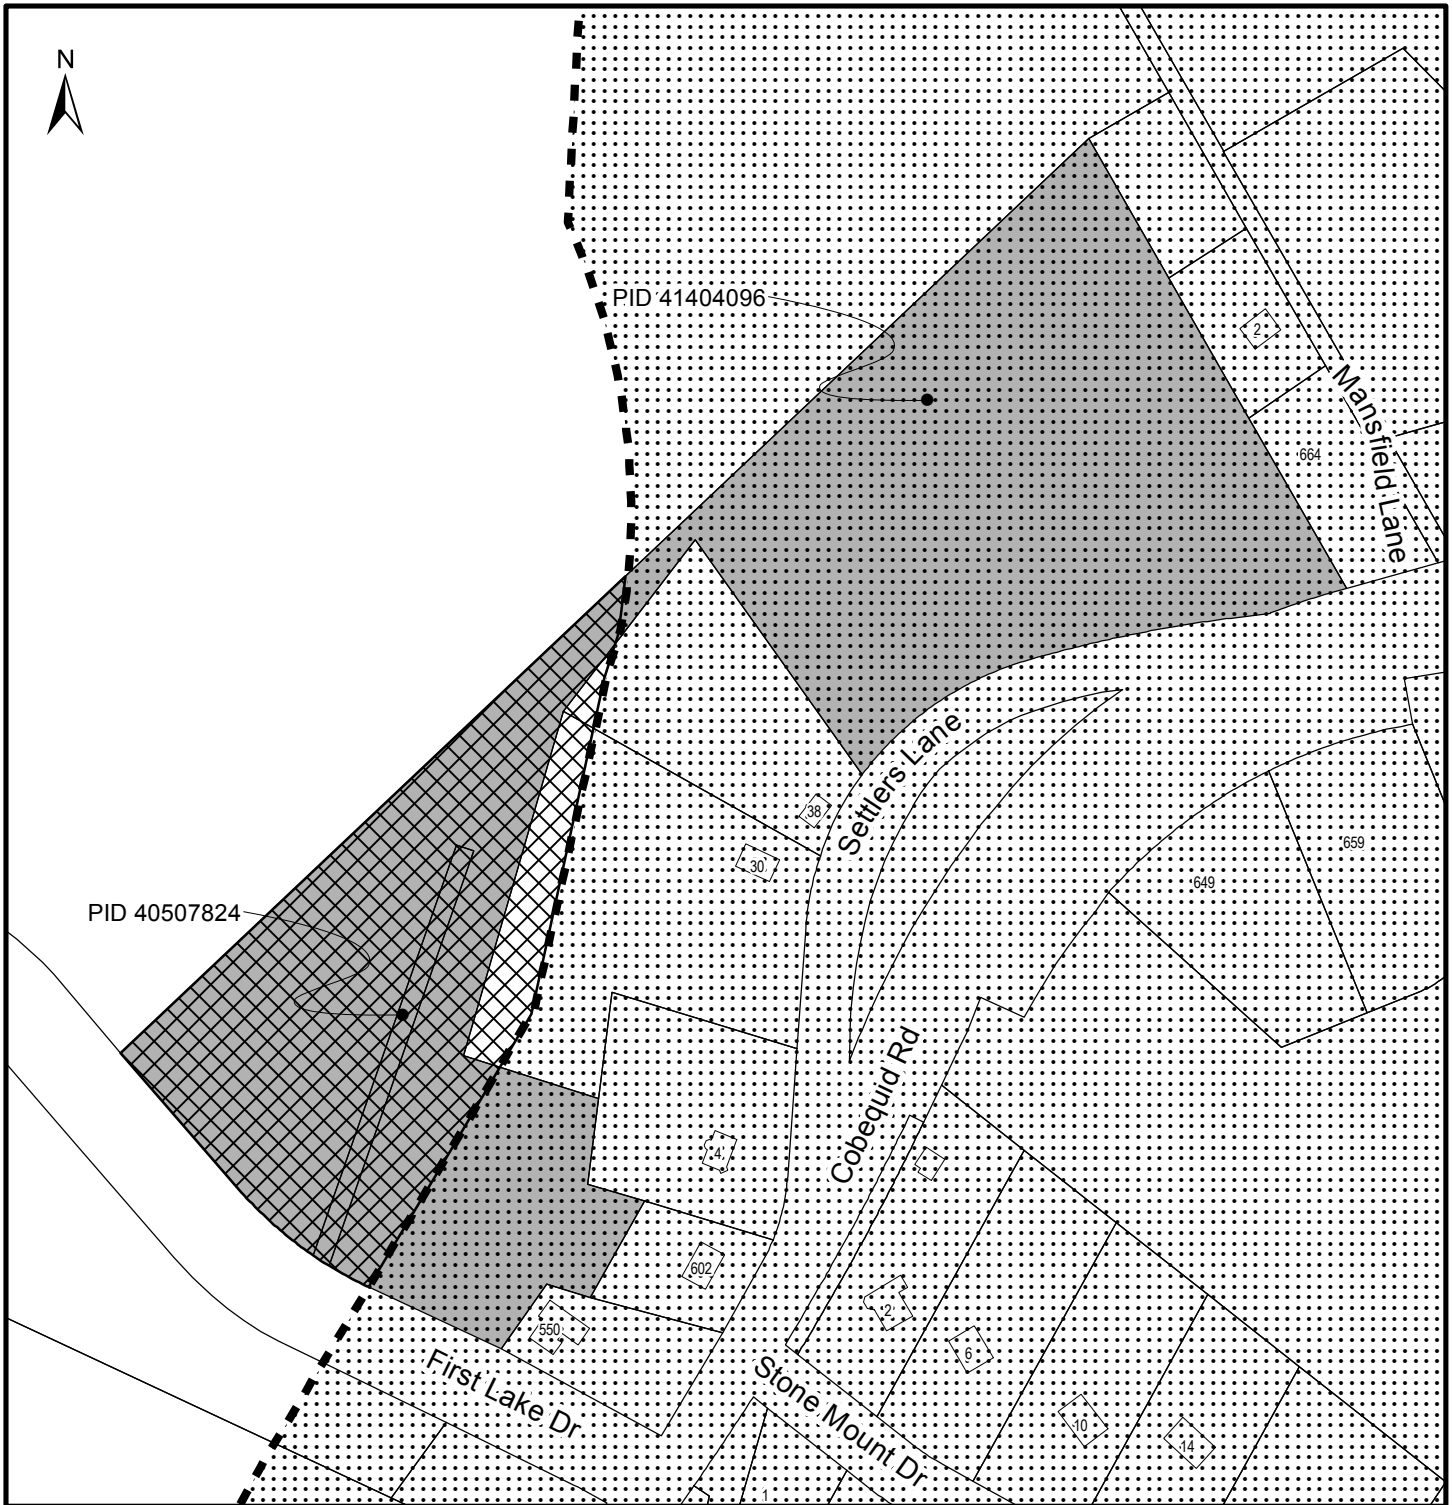 N
PID 41404096
2
Mansfield Lane
664
Settlers Lane
38
30
659
649
PID 40507824
Cobequid Rd
4
602
2
550
6
First Lake Dr
Stone Mount Dr
10
14
1